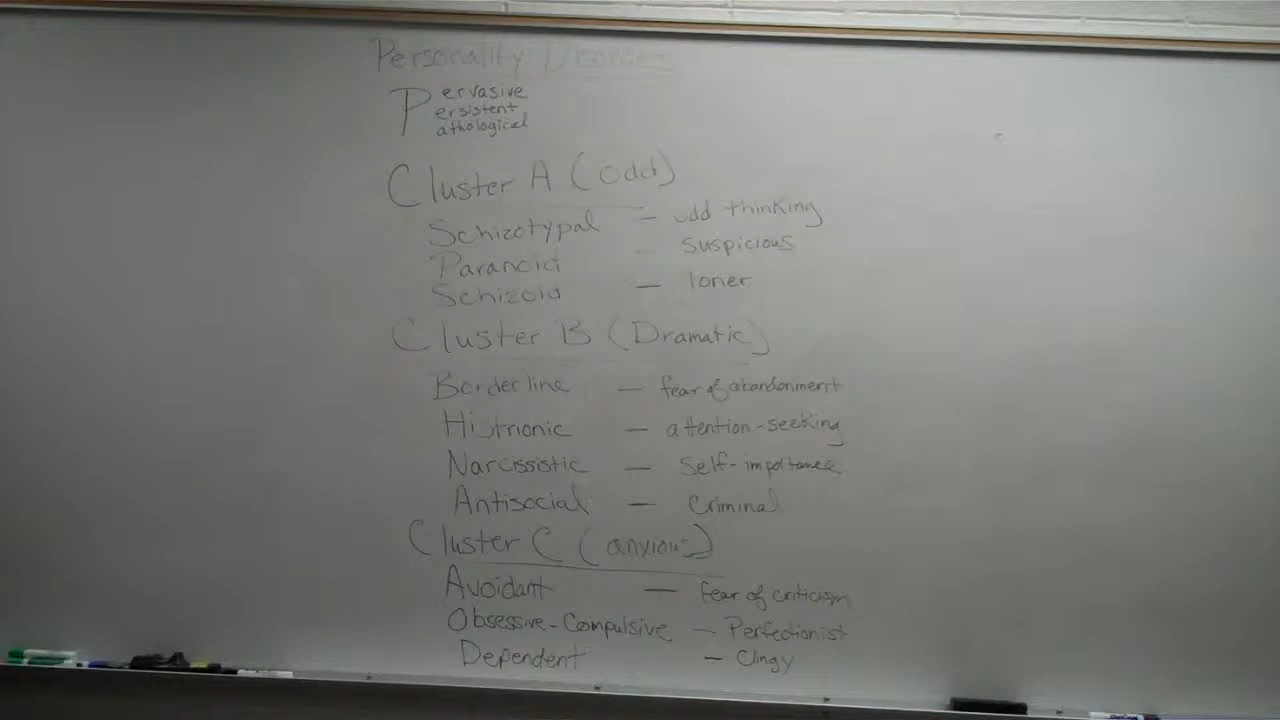 Personality Disorder
Pervasive
Persistent
Pathological
Cluster A (Odd)
Schizotypal — odd thinking
Paranoid — suspicious
Schizoid — loner
Cluster B (Dramatic)
Borderline — fear of abandonment
Histrionic — attention-seeking
Narcissistic — Self-importance
Antisocial — Criminal
Cluster C (anxious)
Avoidant — fear of criticism
Obsessive-Compulsive — Perfectionist
Dependent — Clingy